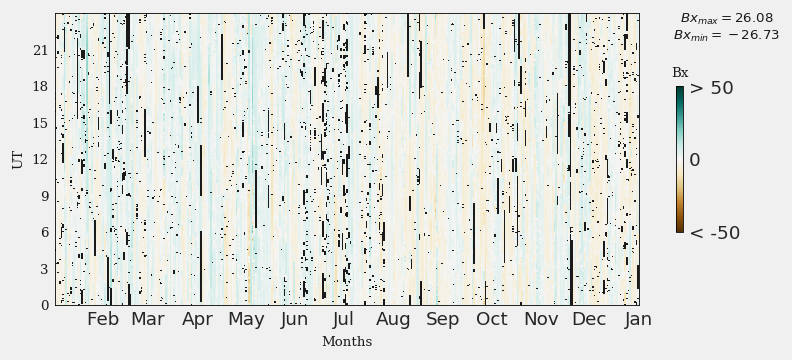 Bx_max = 26.08
Bx_min = −26.73
Bx
> 50
0
< -50
UT
21
18
15
12
9
6
3
0
Feb Mar Apr May Jun Jul Aug Sep Oct Nov Dec Jan
Months